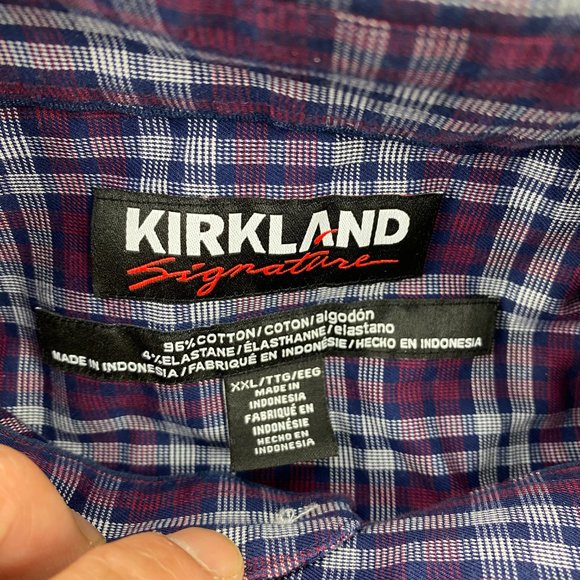 KIRKLAND
Signature
96%COTTON/COTON/algodón
4%ELASTANE/ÉLASTHANNE/elastano
MADE IN INDONESIA/FABRIQUÉ EN INDONÉSIE/HECHO EN INDONESIA
XXL/TTG/EEG
MADE IN
INDONESIA
FABRIQUÉ EN
INDONÉSIE
HECHO EN
INDONESIA